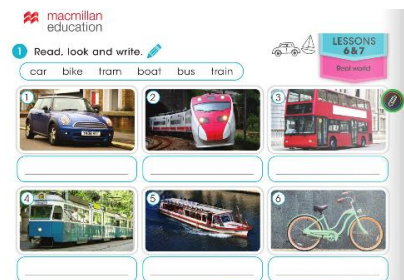 macmillan
education
LESSONS
6&7
Real world
1 Read, look and write.
car bike tram boat bus train
1
2
3
4
5
6